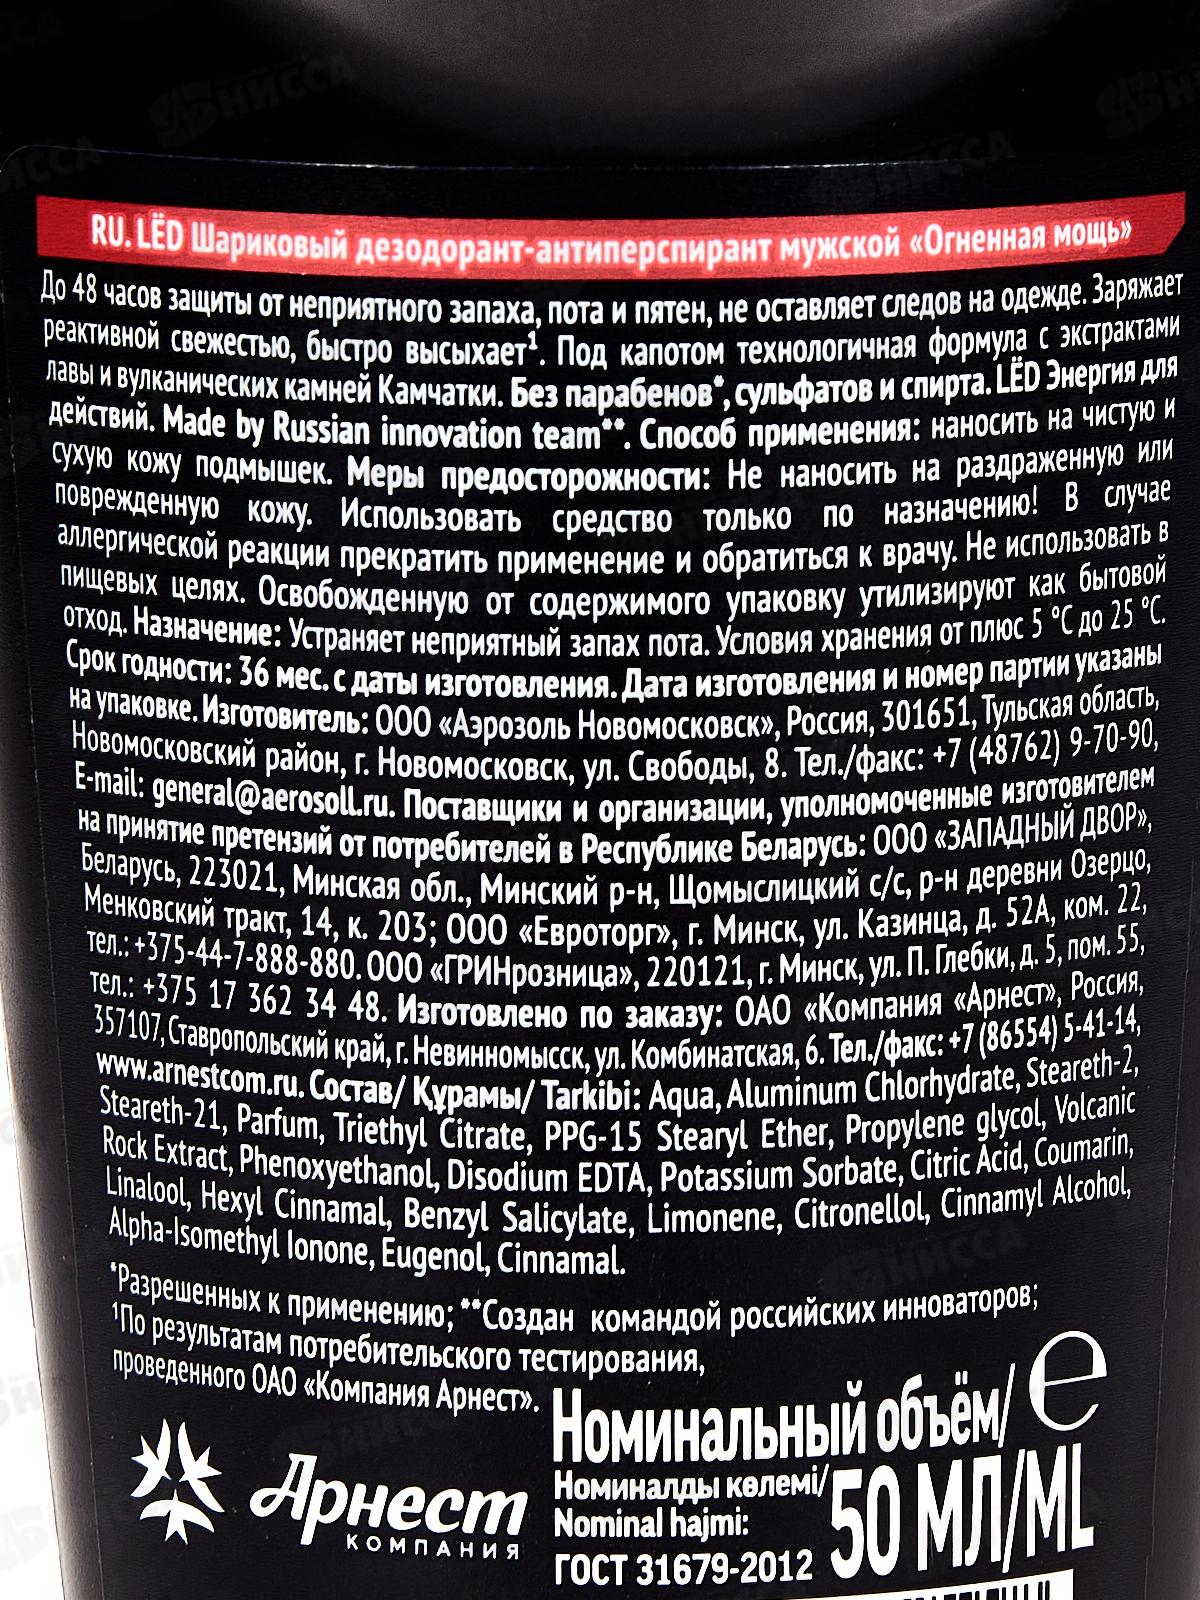 RU. LЁD Шариковый дезодорант-антиперспирант мужской «Огненная мощь»
До 48 часов защиты от неприятного запаха, пота и пятен, не оставляет следов на одежде. Заряжает
реактивной свежестью, быстро высыхает¹. Под капотом технологичная формула с экстрактами
лавы и вулканических камней Камчатки. Без парабенов*, сульфатов и спирта. LЁD Энергия для
действий. Made by Russian innovation team**. Способ применения: наносить на чистую и
сухую кожу подмышек. Меры предосторожности: Не наносить на раздраженную или
поврежденную кожу. Использовать средство только по назначению! В случае
аллергической реакции прекратить применение и обратиться к врачу. Не использовать в
пищевых целях. Освобожденную от содержимого упаковку утилизируют как бытовой
отход. Назначение: Устраняет неприятный запах пота. Условия хранения от плюс 5 °C до 25 °C.
Срок годности: 36 мес. с даты изготовления. Дата изготовления и номер партии указаны
на упаковке. Изготовитель: ООО «Аэрозоль Новомосковск», Россия, 301651, Тульская область,
Новомосковский район, г. Новомосковск, ул. Свободы, 8. Тел./факс: +7 (48762) 9-70-90,
E-mail: general@aerosoll.ru. Поставщики и организации, уполномоченные изготовителем
на принятие претензий от потребителей в Республике Беларусь: ООО «ЗАПАДНЫЙ ДВОР»,
Беларусь, 223021, Минская обл., Минский р-н, Щомыслицкий с/с, р-н деревни Озерцо,
Менковский тракт, 14, к. 203; ООО «Евроторг», г. Минск, ул. Казинца, д. 52А, ком. 22,
тел.: +375-44-7-888-880. ООО «ГРИНрозница», 220121, г. Минск, ул. П. Глебки, д. 5, пом. 55,
тел.: +375 17 362 34 48. Изготовлено по заказу: ОАО «Компания «Арнест», Россия,
357107, Ставропольский край, г. Невинномысск, ул. Комбинатская, 6. Тел./факс: +7 (86554) 5-41-14,
www.arnestcom.ru. Состав/ Құрамы/ Tarkibi: Aqua, Aluminum Chlorhydrate, Steareth-2,
Steareth-21, Parfum, Triethyl Citrate, PPG-15 Stearyl Ether, Propylene glycol, Volcanic
Rock Extract, Phenoxyethanol, Disodium EDTA, Potassium Sorbate, Citric Acid, Coumarin,
Linalool, Hexyl Cinnamal, Benzyl Salicylate, Limonene, Citronellol, Cinnamyl Alcohol,
Alpha-Isomethyl Ionone, Eugenol, Cinnamal.
*Разрешенных к применению; **Создан командой российских инноваторов;
¹По результатам потребительского тестирования,
проведенного ОАО «Компания Арнест».
Номинальный объём/ ℮
Номиналды көлемі/
Nominal hajmi:
50 МЛ/ML
ГОСТ 31679-2012
Арнест
КОМПАНИЯ